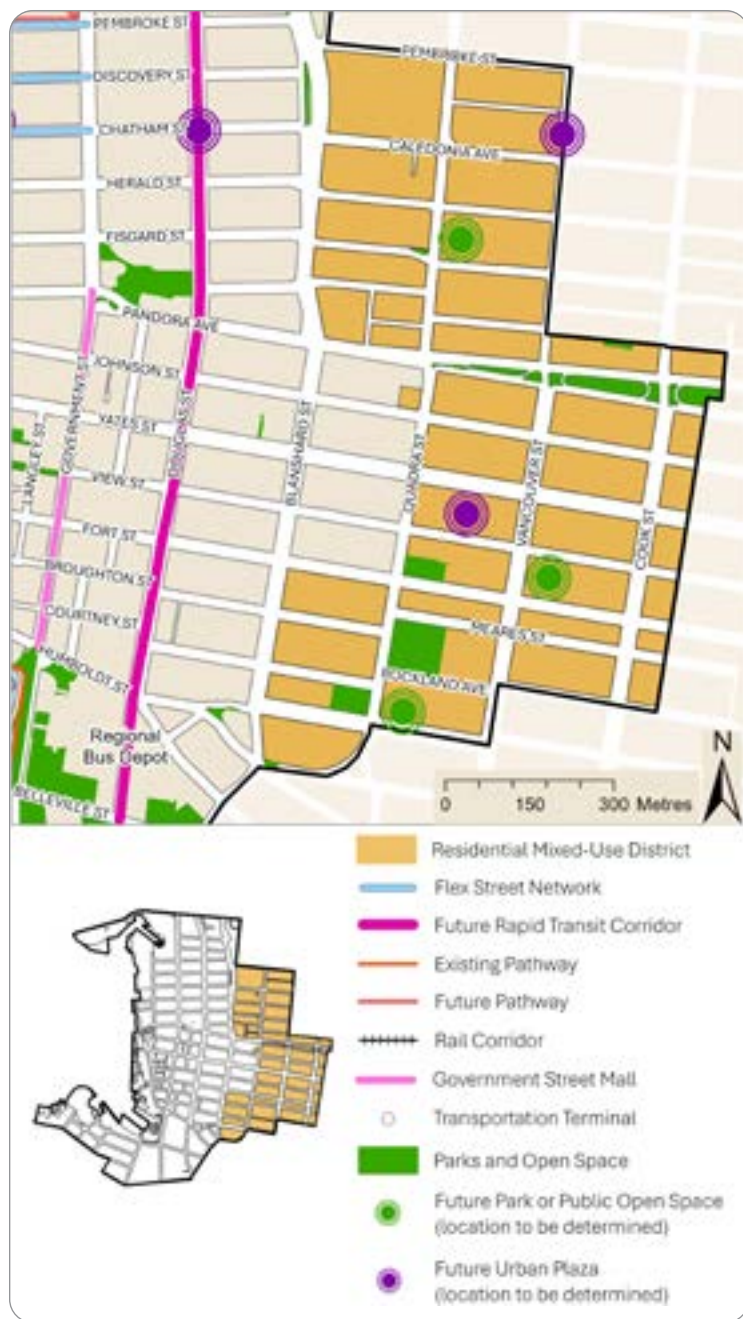 PEMBROKE ST
PEMBROKE ST
DISCOVERY ST
CHATHAM ST
CALEDONIA AVE
HERALD ST
FISGARD ST
PANDORA AVE
JOHNSON ST
GOVERNMENT ST
DOUGLAS ST
YATES ST
BLANSHARD ST
LANGLEY ST
QUADRA ST
VANCOUVER ST
VIEW ST
COOK ST
FORT ST
BROUGHTON ST
COURTNEY ST
MEARES ST
HUMBOLDT ST
ROCKLAND AVE
Regional
Bus Depot
BELLEVILLE ST
N
0 150 300 Metres
Residential Mixed-Use District
Flex Street Network
Future Rapid Transit Corridor
Existing Pathway
Future Pathway
Rail Corridor
Government Street Mall
Transportation Terminal
Parks and Open Space
Future Park or Public Open Space
(location to be determined)
Future Urban Plaza
(location to be determined)